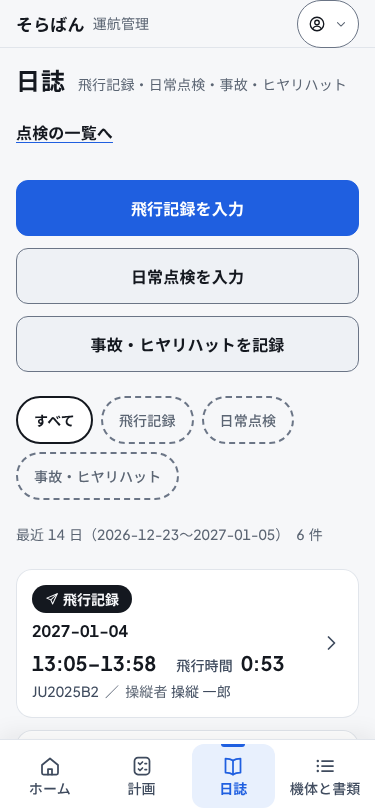 そらばん 運航管理
日誌 飛行記録・日常点検・事故・ヒヤリハット
点検の一覧へ
飛行記録を入力
日常点検を入力
事故・ヒヤリハットを記録
すべて 飛行記録 日常点検
事故・ヒヤリハット
最近 14 日（2026-12-23〜2027-01-05） 6 件
飛行記録
2027-01-04
13:05–13:58 飛行時間 0:53
JU2025B2 ／ 操縦者 操縦 一郎
ホーム 計画 日誌 機体と書類